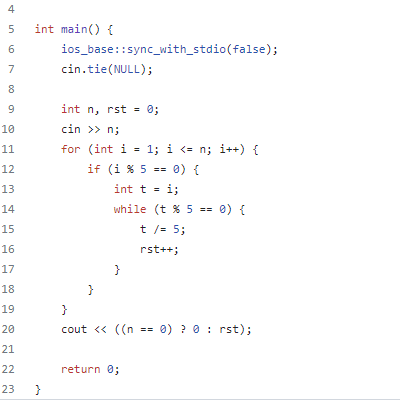 4
5 int main() {
6     ios_base::sync_with_stdio(false);
7     cin.tie(NULL);
8
9     int n, rst = 0;
10     cin >> n;
11     for (int i = 1; i <= n; i++) {
12         if (i % 5 == 0) {
13             int t = i;
14             while (t % 5 == 0) {
15                 t /= 5;
16                 rst++;
17             }
18         }
19     }
20     cout << ((n == 0) ? 0 : rst);
21
22     return 0;
23 }